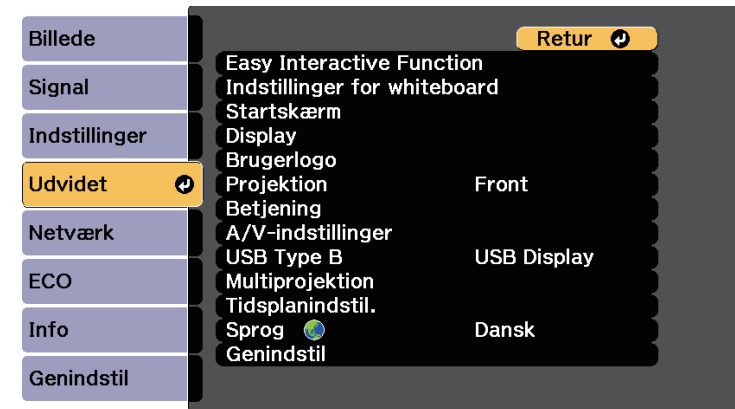 Billede
Signal
Indstillinger
Udvidet
Netværk
ECO
Info
Genindstil
Retur
Easy Interactive Function
Indstillinger for whiteboard
Startskærm
Display
Brugerlogo
Projektion Front
Betjening
A/V-indstillinger
USB Type B USB Display
Multiprojektion
Tidsplanindstil.
Sprog Dansk
Genindstil